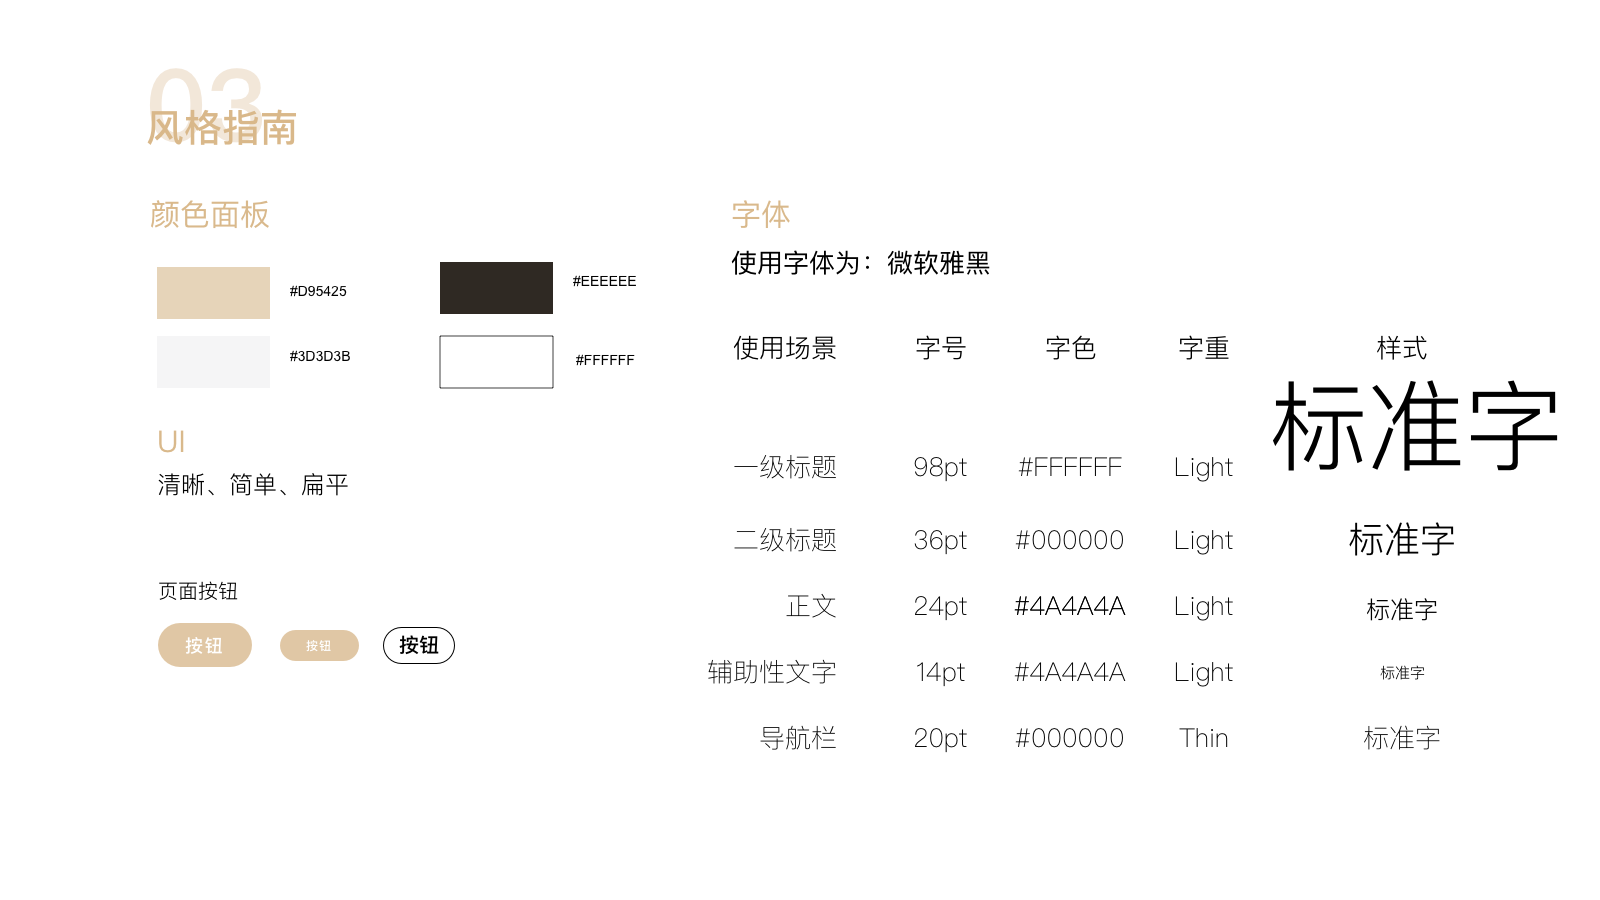 03
风格指南
颜色面板
#D95425
#EEEEEE
#3D3D3B
#FFFFFF
UI
清晰、简单、扁平
页面按钮
按钮 按钮 按钮
字体
使用字体为：微软雅黑
使用场景 字号 字色 字重 样式
一级标题 98pt #FFFFFF Light 标准字
二级标题 36pt #000000 Light 标准字
正文 24pt #4A4A4A Light 标准字
辅助性文字 14pt #4A4A4A Light 标准字
导航栏 20pt #000000 Thin 标准字